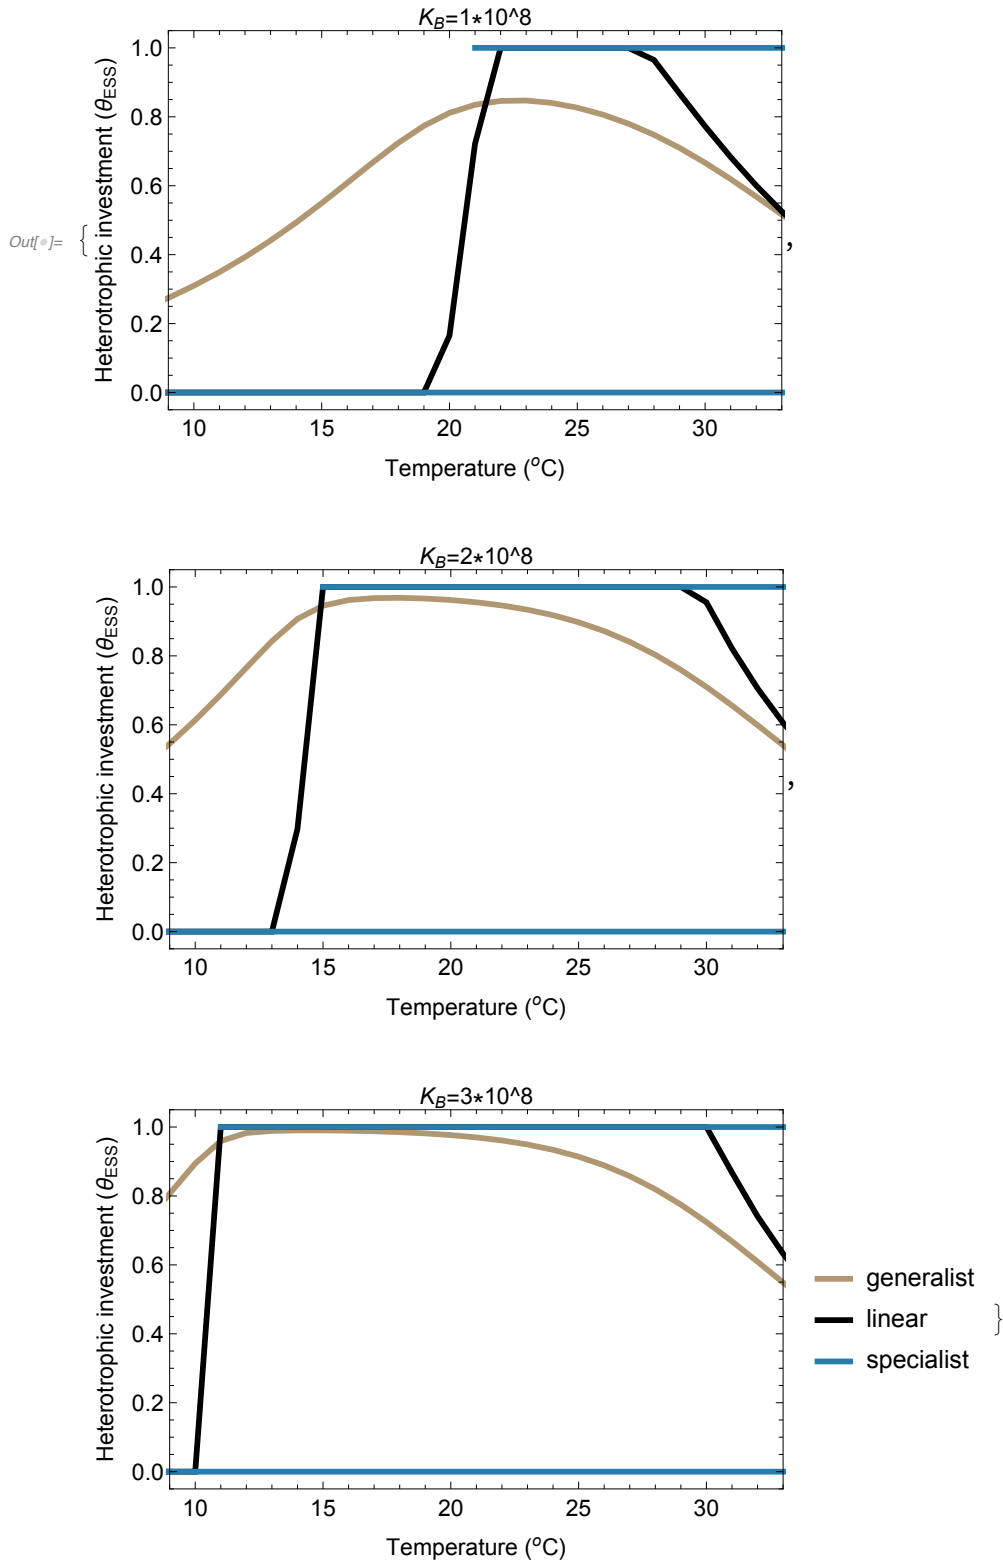 K_B=1*10^8
Out[•]= {
Heterotrophic investment (θ_ESS)
1.0
0.8
0.6
0.4
0.2
0.0
,
10 15 20 25 30
Temperature (°C)
K_B=2*10^8
Heterotrophic investment (θ_ESS)
1.0
0.8
0.6
0.4
0.2
0.0
,
10 15 20 25 30
Temperature (°C)
K_B=3*10^8
Heterotrophic investment (θ_ESS)
1.0
0.8
0.6
0.4
0.2
0.0
10 15 20 25 30
Temperature (°C)
generalist
linear
specialist
}